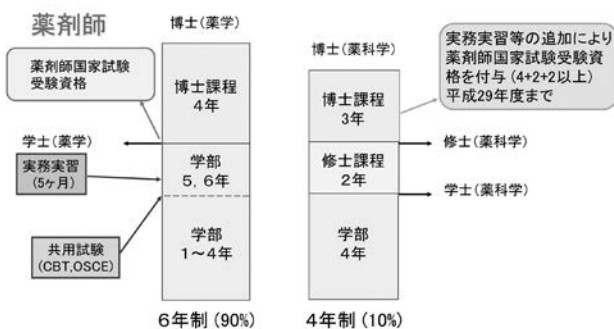 薬剤師
博士(薬学)
薬剤師国家試験
受験資格
博士課程
4年
学士(薬学)
実務実習
(5ヶ月)
学部
5, 6年
共用試験
(CBT,OSCE)
学部
1〜4年
6年制 (90%)
博士(薬科学)
実務実習等の追加により
薬剤師国家試験受験資
格を付与 (4+2+2以上)
平成29年度まで
博士課程
3年
修士(薬科学)
修士課程
2年
学士(薬科学)
学部
4年
4年制 (10%)